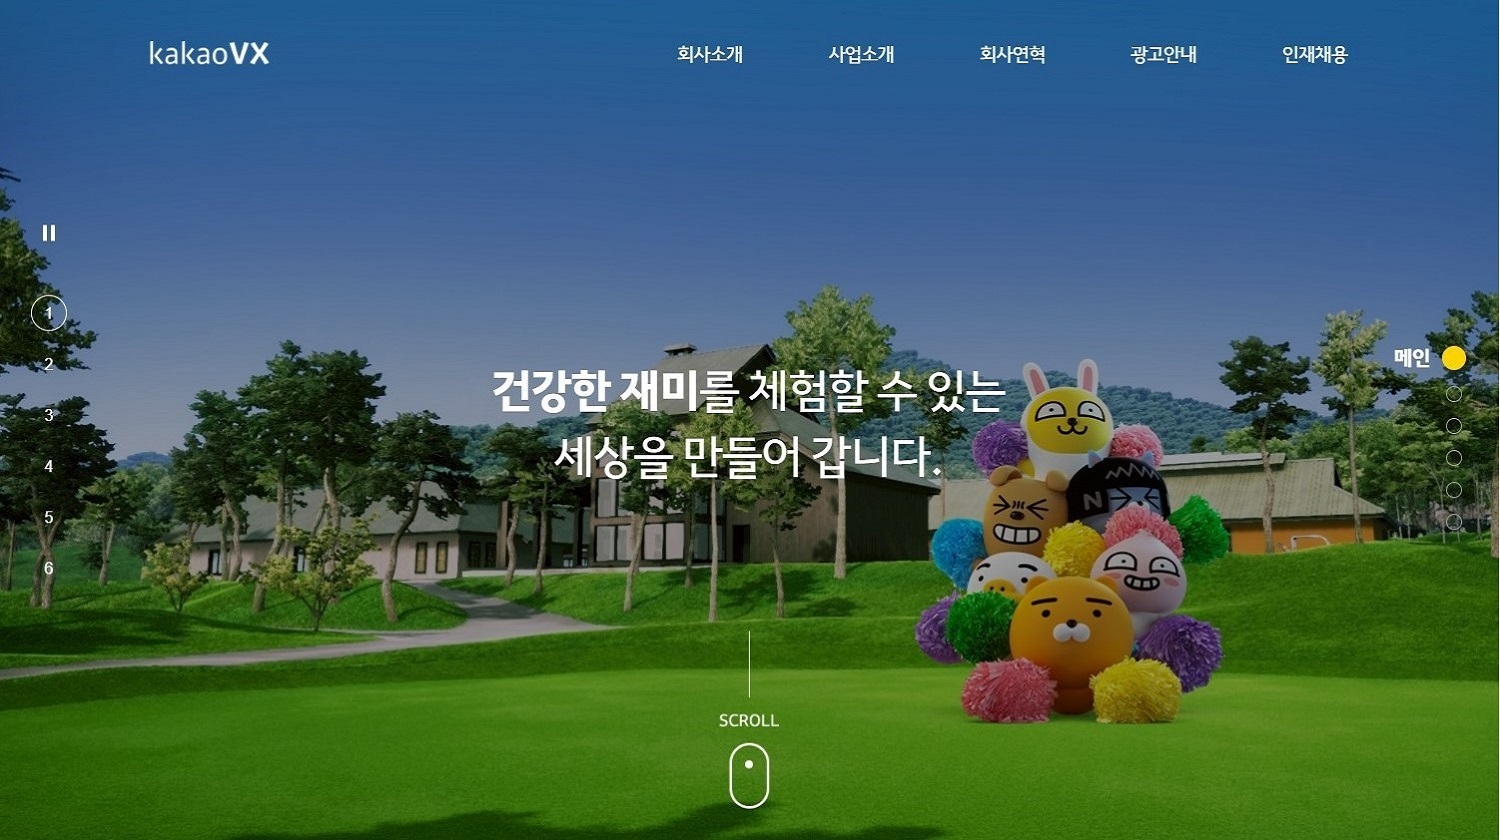 kakaoVX
회사소개
사업소개
회사연혁
광고안내
인재채용
1
2
3
4
5
6
메인
건강한 재미를 체험할 수 있는
세상을 만들어 갑니다.
N
SCROLL